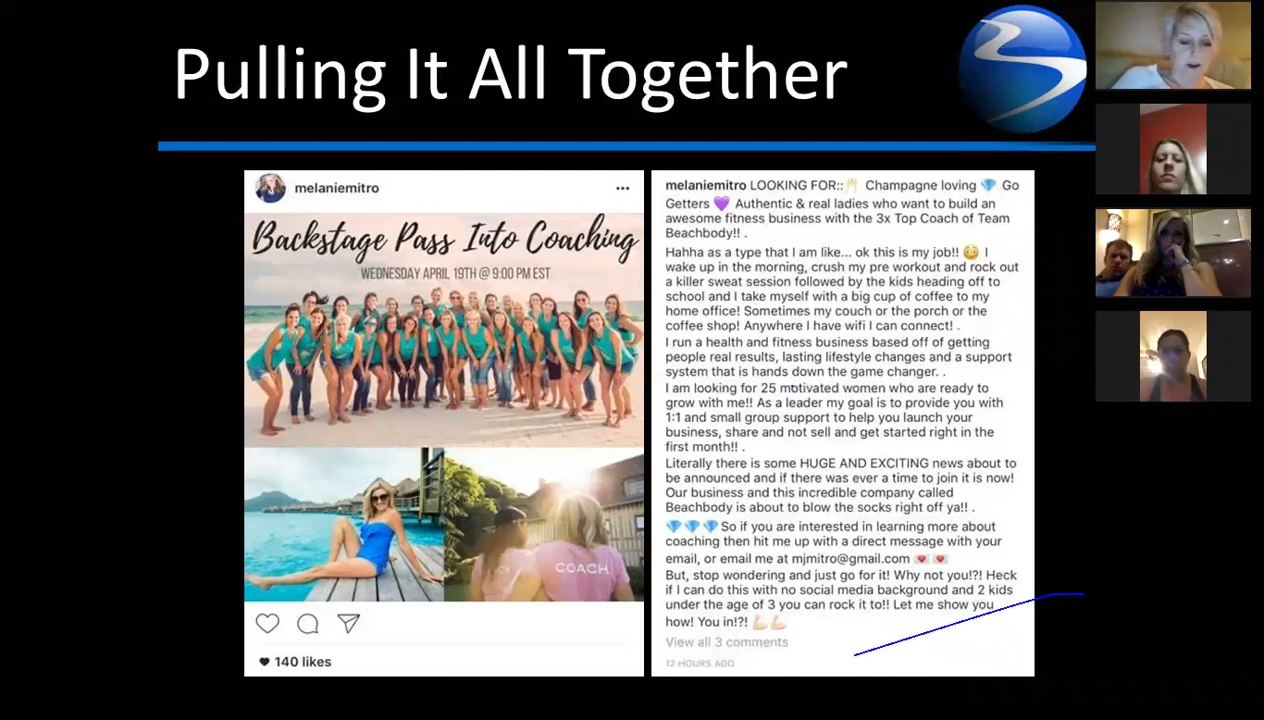 Pulling It All Together
melaniemitro
Backstage Pass Into Coaching
WEDNESDAY APRIL 19TH @ 9:00 PM EST
COACH
140 likes
melaniemitro LOOKING FOR::🥂 Champagne loving 💎 Go
Getters 💜 Authentic & real ladies who want to build an
awesome fitness business with the 3x Top Coach of Team
Beachbody!! .
Hahha as a type that I am like... ok this is my job!! 😳 I
wake up in the morning, crush my pre workout and rock out
a killer sweat session followed by the kids heading off to
school and I take myself with a big cup of coffee to my
home office! Sometimes my couch or the porch or the
coffee shop! Anywhere I have wifi I can connect! .
I run a health and fitness business based off of getting
people real results, lasting lifestyle changes and a support
system that is hands down the game changer. .
I am looking for 25 motivated women who are ready to
grow with me!! As a leader my goal is to provide you with
1:1 and small group support to help you launch your
business, share and not sell and get started right in the
first month!! .
Literally there is some HUGE AND EXCITING news about to
be announced and if there was ever a time to join it is now!
Our business and this incredible company called
Beachbody is about to blow the socks right off ya!! .
💎💎💎So if you are interested in learning more about
coaching then hit me up with a direct message with your
email, or email me at mjmitro@gmail.com 💌 💌
But, stop wondering and just go for it! Why not you!?! Heck
if I can do this with no social media background and 2 kids
under the age of 3 you can rock it to!! Let me show you
how! You in!?! 💪🏻💪🏻
View all 3 comments
12 HOURS AGO